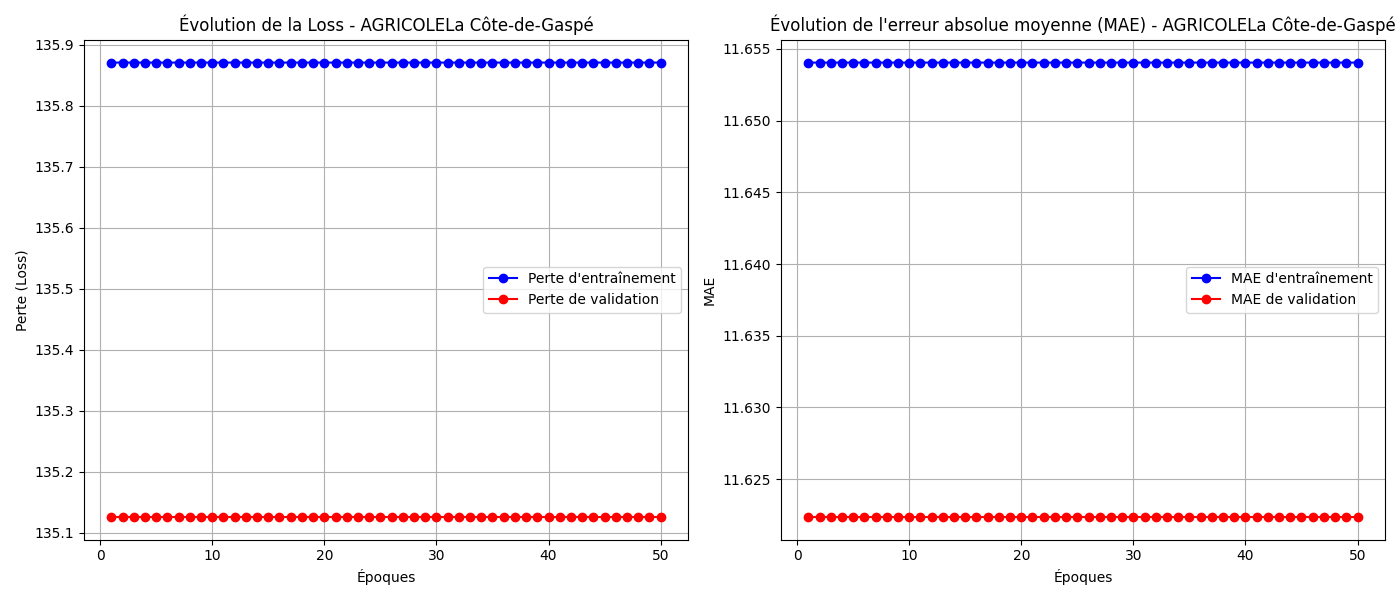 Évolution de la Loss - AGRICOLELa Côte-de-Gaspé
135.9
135.8
135.7
135.6
135.5
135.4
135.3
135.2
135.1
Perte (Loss)
Perte d'entraînement
Perte de validation
0 10 20 30 40 50
Époques
Évolution de l'erreur absolue moyenne (MAE) - AGRICOLELa Côte-de-Gaspé
11.655
11.650
11.645
11.640
11.635
11.630
11.625
MAE
MAE d'entraînement
MAE de validation
0 10 20 30 40 50
Époques